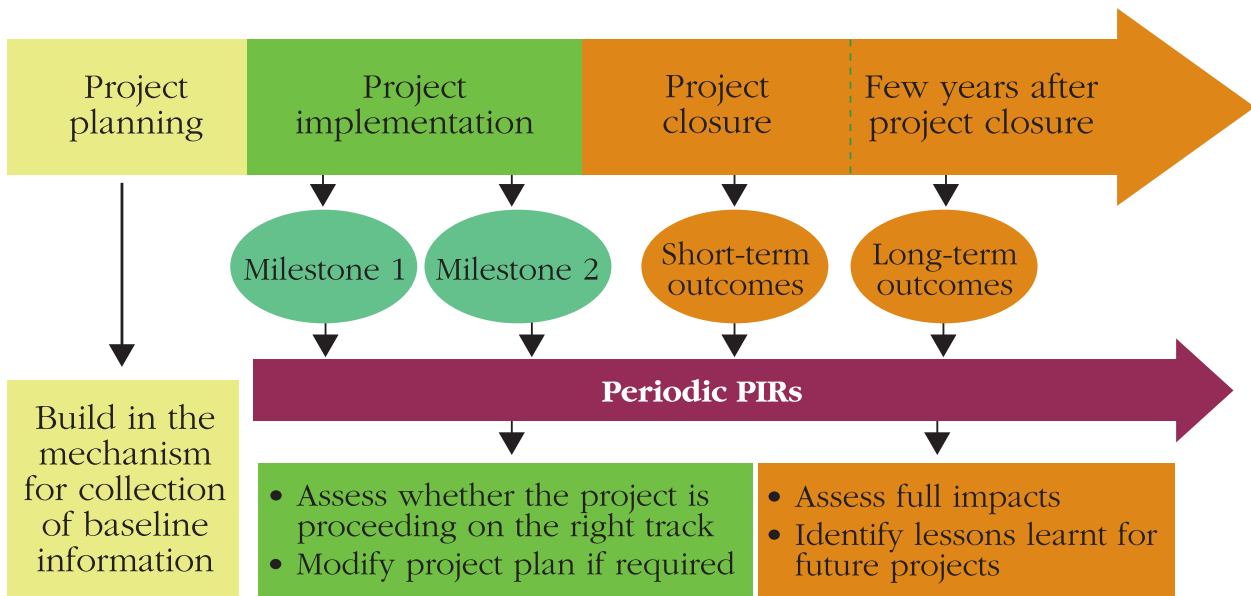 Project
planning
Project
implementation
Project
closure
Few years after
project closure
Milestone 1
Milestone 2
Short-term
outcomes
Long-term
outcomes
Periodic PIRs
Build in the
mechanism
for collection
of baseline
information
• Assess whether the project is
proceeding on the right track
• Modify project plan if required
• Assess full impacts
• Identify lessons learnt for
future projects